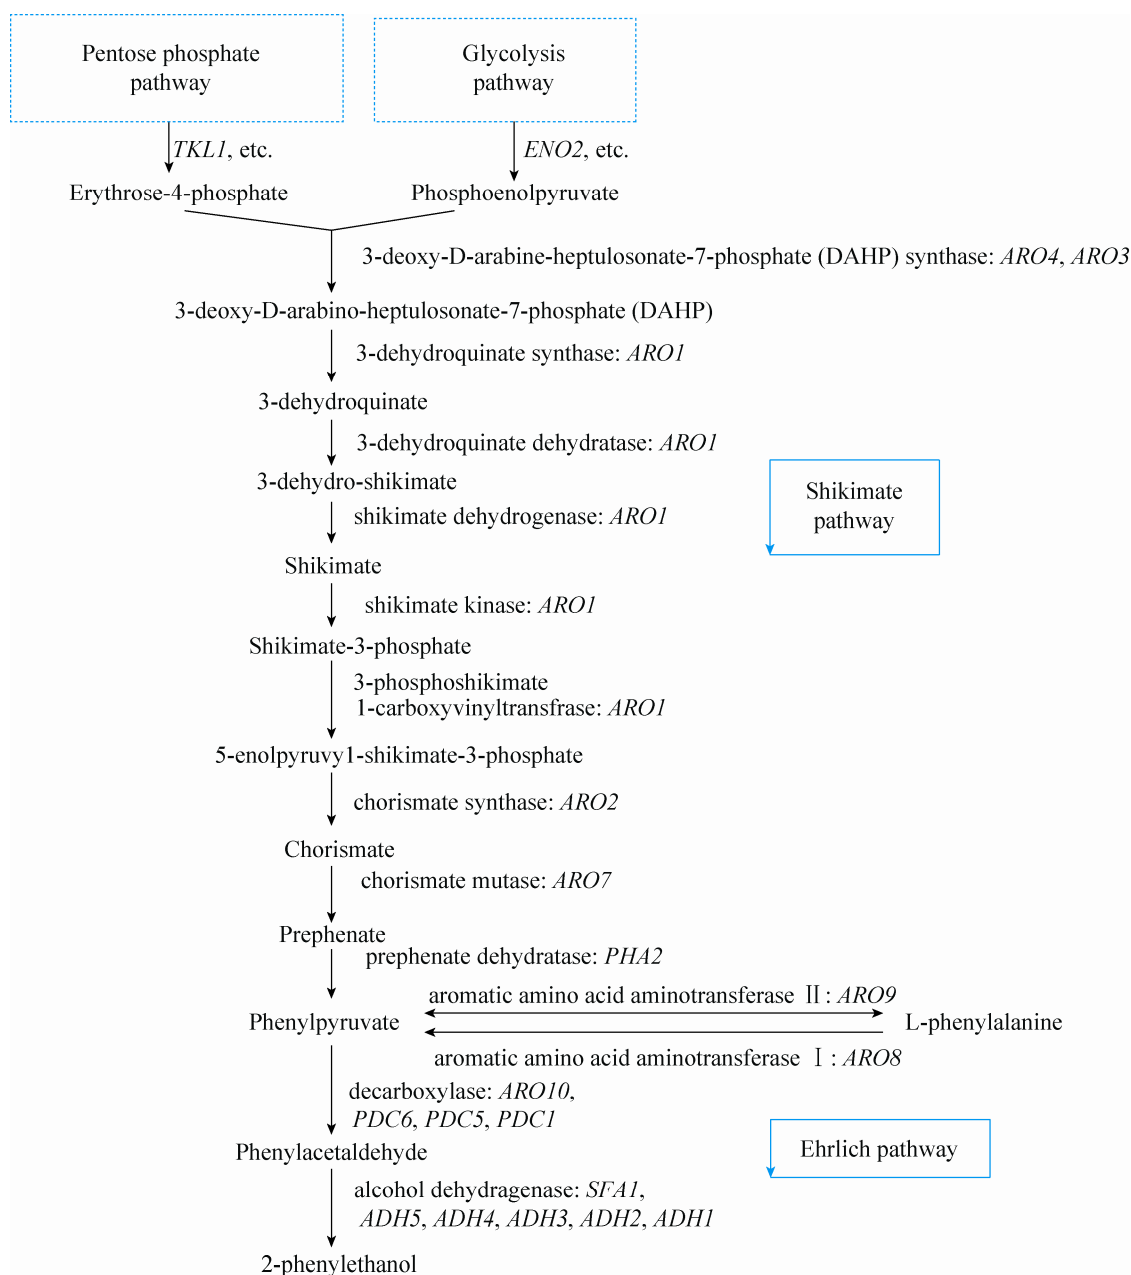 Pentose phosphate
pathway
Glycolysis
pathway
TKL1, etc.
ENO2, etc.
Erythrose-4-phosphate
Phosphoenolpyruvate
3-deoxy-D-arabine-heptulosonate-7-phosphate (DAHP) synthase: ARO4, ARO3
3-deoxy-D-arabino-heptulosonate-7-phosphate (DAHP)
3-dehydroquinate synthase: ARO1
3-dehydroquinate
3-dehydroquinate dehydratase: ARO1
3-dehydro-shikimate
Shikimate
pathway
shikimate dehydrogenase: ARO1
Shikimate
shikimate kinase: ARO1
Shikimate-3-phosphate
3-phosphoshikimate
1-carboxyvinyltransfrase: ARO1
5-enolpyruvy1-shikimate-3-phosphate
chorismate synthase: ARO2
Chorismate
chorismate mutase: ARO7
Prephenate
prephenate dehydratase: PHA2
aromatic amino acid aminotransferase Ⅱ: ARO9
Phenylpyruvate
L-phenylalanine
aromatic amino acid aminotransferase Ⅰ: ARO8
decarboxylase: ARO10,
PDC6, PDC5, PDC1
Phenylacetaldehyde
Ehrlich pathway
alcohol dehydragenase: SFA1,
ADH5, ADH4, ADH3, ADH2, ADH1
2-phenylethanol